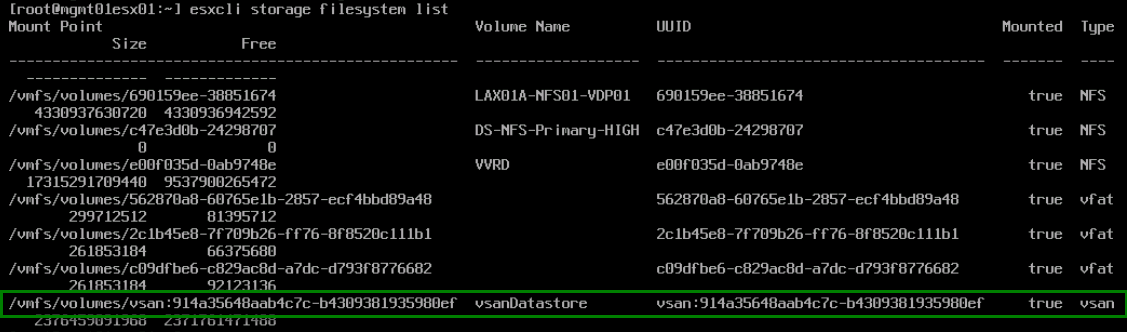 [root@mgmt01esx01:~] esxcli storage filesystem list
Mount Point Volume Name UUID Mounted Type
Size Free
------------------------------------------------- ------------------ ----------------------------------- ------- ----
------------- -------------
/vmfs/volumes/690159ee-38851674 LAX01A-NFS01-VDP01 690159ee-38851674 true NFS
4330937630720 4330936942592
/vmfs/volumes/c47e3d0b-24298707 DS-NFS-Primary-HIGH c47e3d0b-24298707 true NFS
0 0
/vmfs/volumes/e00f035d-0ab9748e VVRD e00f035d-0ab9748e true NFS
17315291709440 9537900265472
/vmfs/volumes/562870a8-60765e1b-2857-ecf4bbd89a48 562870a8-60765e1b-2857-ecf4bbd89a48 true vfat
299712512 81395712
/vmfs/volumes/2c1b45e8-7f709b26-ff76-8f8520c111b1 2c1b45e8-7f709b26-ff76-8f8520c111b1 true vfat
261853184 66375680
/vmfs/volumes/c09dfbe6-c829ac8d-a7dc-d793f8776682 c09dfbe6-c829ac8d-a7dc-d793f8776682 true vfat
261853184 92123136
/vmfs/volumes/vsan:914a35648aab4c7c-b4309381935980ef vsanDatastore vsan:914a35648aab4c7c-b4309381935980ef true vsan
2376459091968 2371761471488